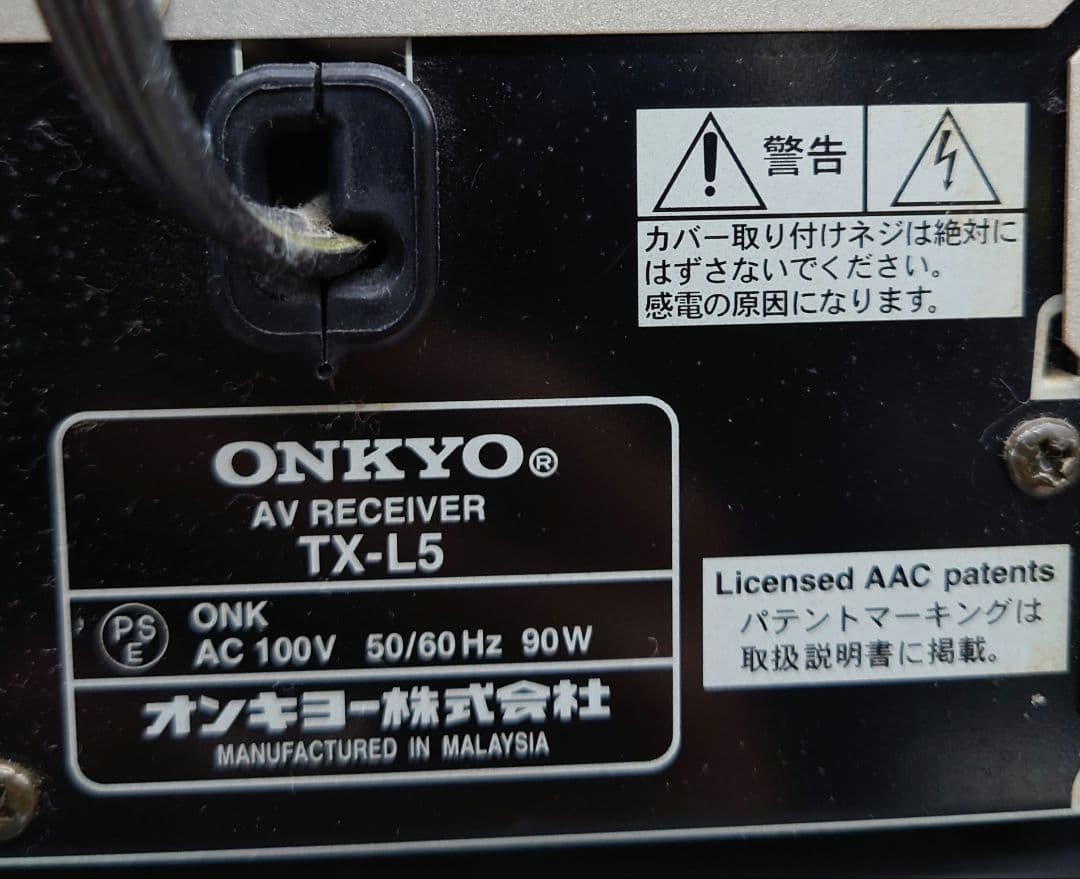 警告
カバー取り付けネジは絶対に
はずさないでください。
感電の原因になります。
ONKYO®
AV RECEIVER
TX-L5
PS
E
ONK
AC 100V 50/60Hz 90W
オンキヨー株式会社
MANUFACTURED IN MALAYSIA
Licensed AAC patents
パテントマーキングは
取扱説明書に掲載。